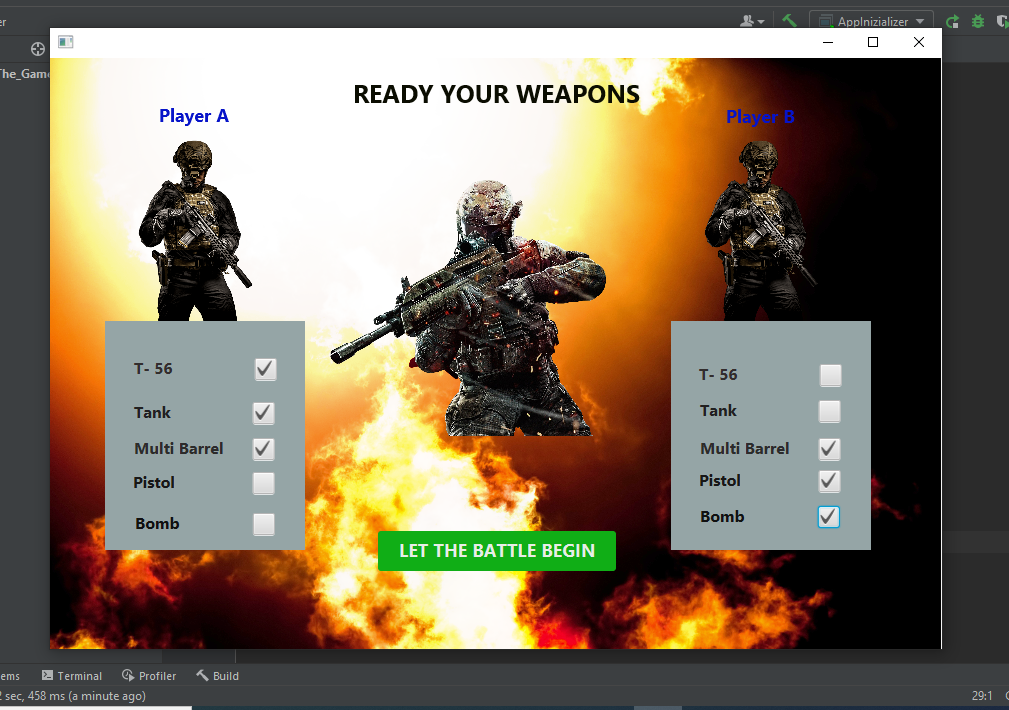 er
AppInizializer
The_Game
READY YOUR WEAPONS
Player A
Player B
T- 56
Tank
Multi Barrel
Pistol
Bomb
T- 56
Tank
Multi Barrel
Pistol
Bomb
LET THE BATTLE BEGIN
ems Terminal Profiler Build
2 sec, 458 ms (a minute ago) 29:1